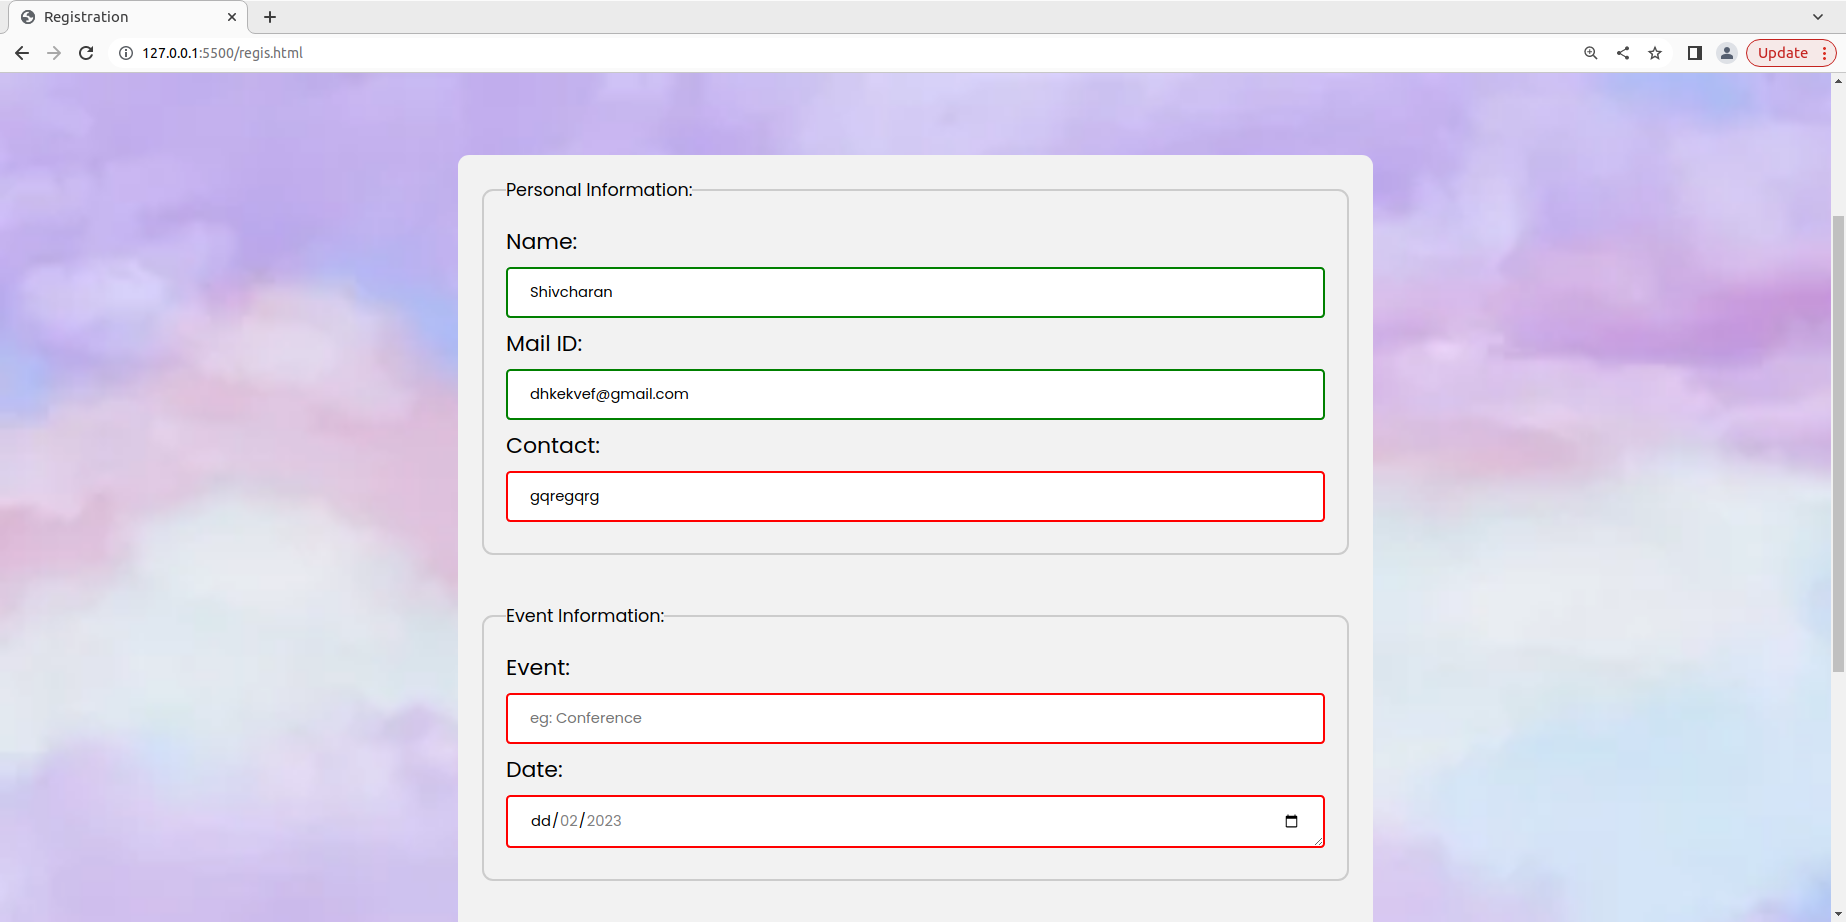 Registration
127.0.0.1:5500/regis.html
Update
Personal Information:
Name:
Shivcharan
Mail ID:
dhkekvef@gmail.com
Contact:
gqregqrg
Event Information:
Event:
eg: Conference
Date:
dd/02/2023